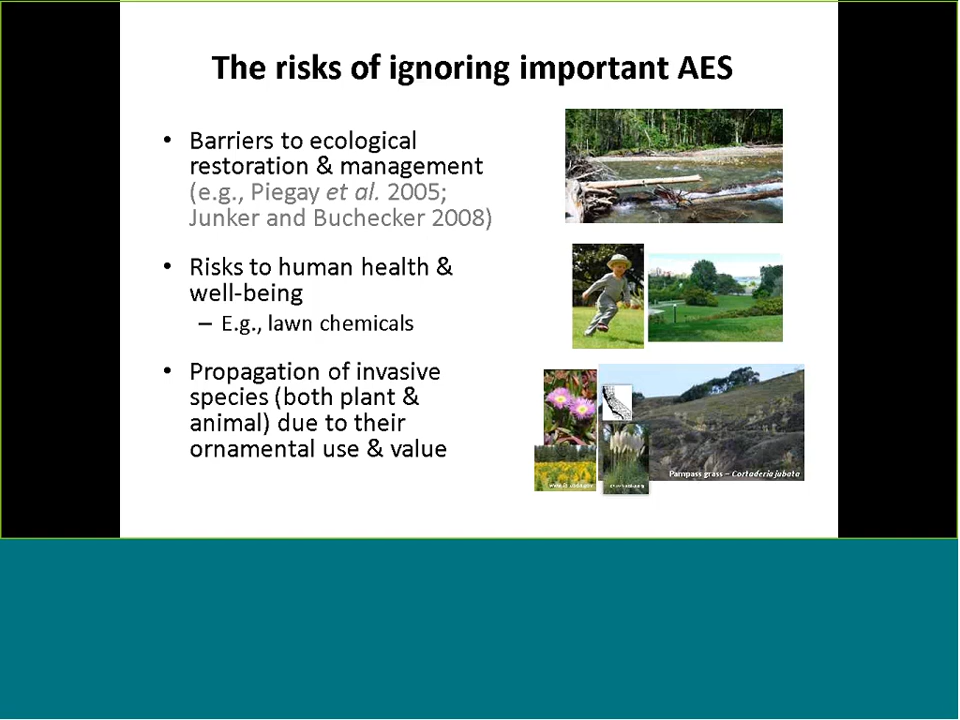 The risks of ignoring important AES
• Barriers to ecological
restoration & management
(e.g., Piegay et al. 2005;
Junker and Buchecker 2008)
• Risks to human health &
well-being
– E.g., lawn chemicals
• Propagation of invasive
species (both plant &
animal) due to their
ornamental use & value
Pampass grass – Cortaderia jubata